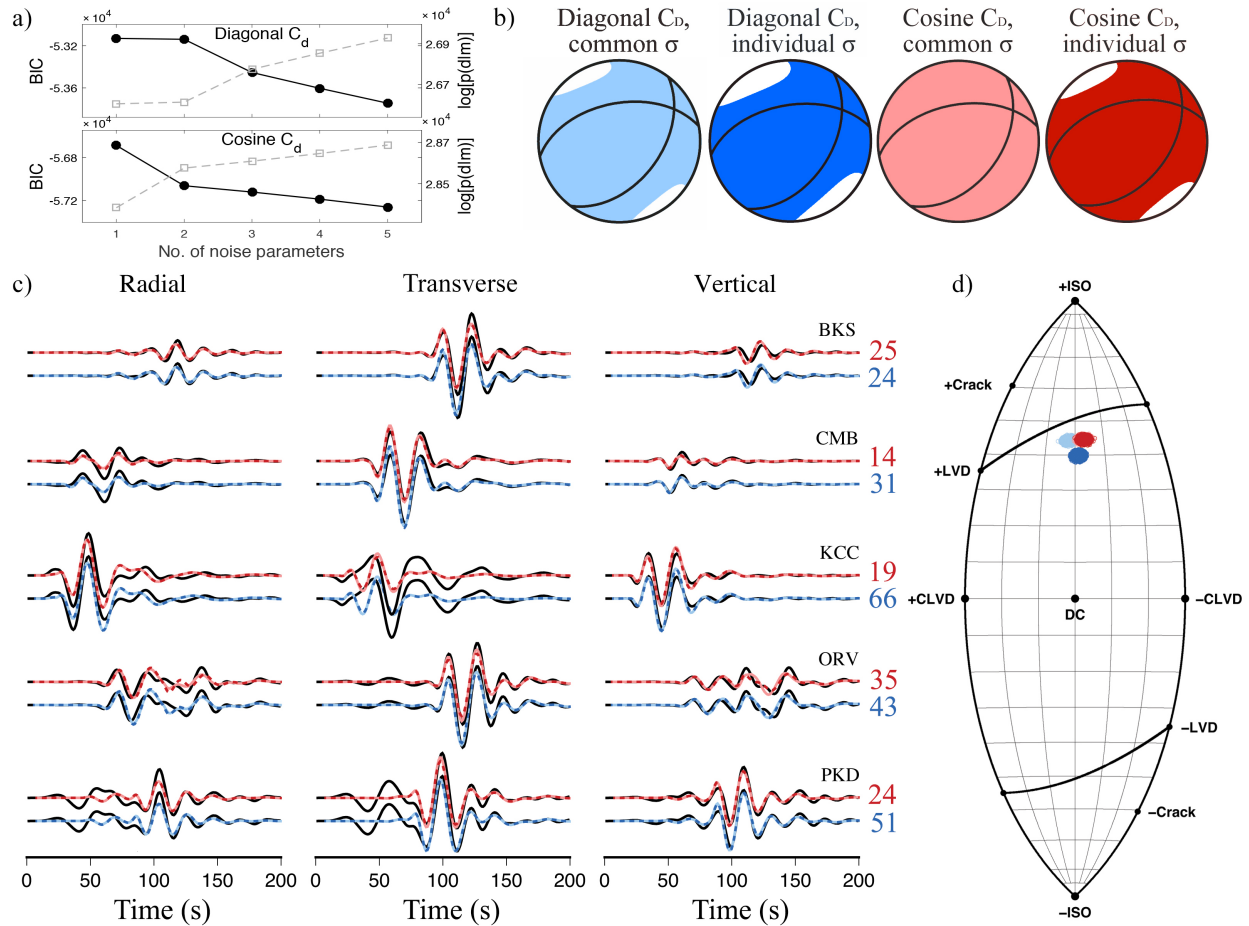 a)
× 10⁴
× 10⁴
Diagonal C_d
-5.32
-5.36
BIC
2.69
2.67
log[p(d|m)]
× 10⁴
× 10⁴
Cosine C_d
-5.68
-5.72
BIC
2.87
2.85
log[p(d|m)]
1 2 3 4 5
No. of noise parameters
b)
Diagonal C_D,
common σ
Diagonal C_D,
individual σ
Cosine C_D,
common σ
Cosine C_D,
individual σ
c)
Radial Transverse Vertical
BKS
25
24
CMB
14
31
KCC
19
66
ORV
35
43
PKD
24
51
0 50 100 150 200 0 50 100 150 200 0 50 100 150 200
Time (s) Time (s) Time (s)
d)
+ISO
+Crack
+LVD
+CLVD
DC
−CLVD
−LVD
−Crack
−ISO